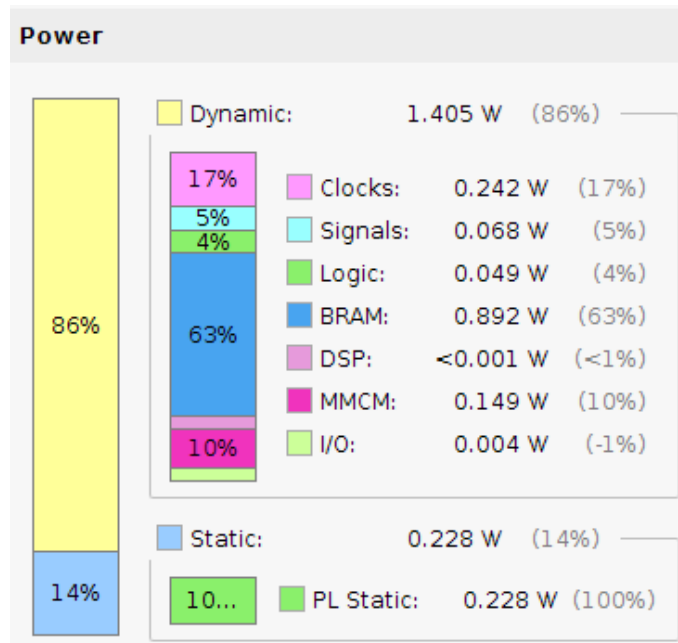 Power
Dynamic: 1.405 W (86%)
17% Clocks: 0.242 W (17%)
5% Signals: 0.068 W (5%)
4% Logic: 0.049 W (4%)
86% 63% BRAM: 0.892 W (63%)
DSP: <0.001 W (<1%)
10% MMCM: 0.149 W (10%)
I/O: 0.004 W (-1%)
Static: 0.228 W (14%)
14% 10... PL Static: 0.228 W (100%)